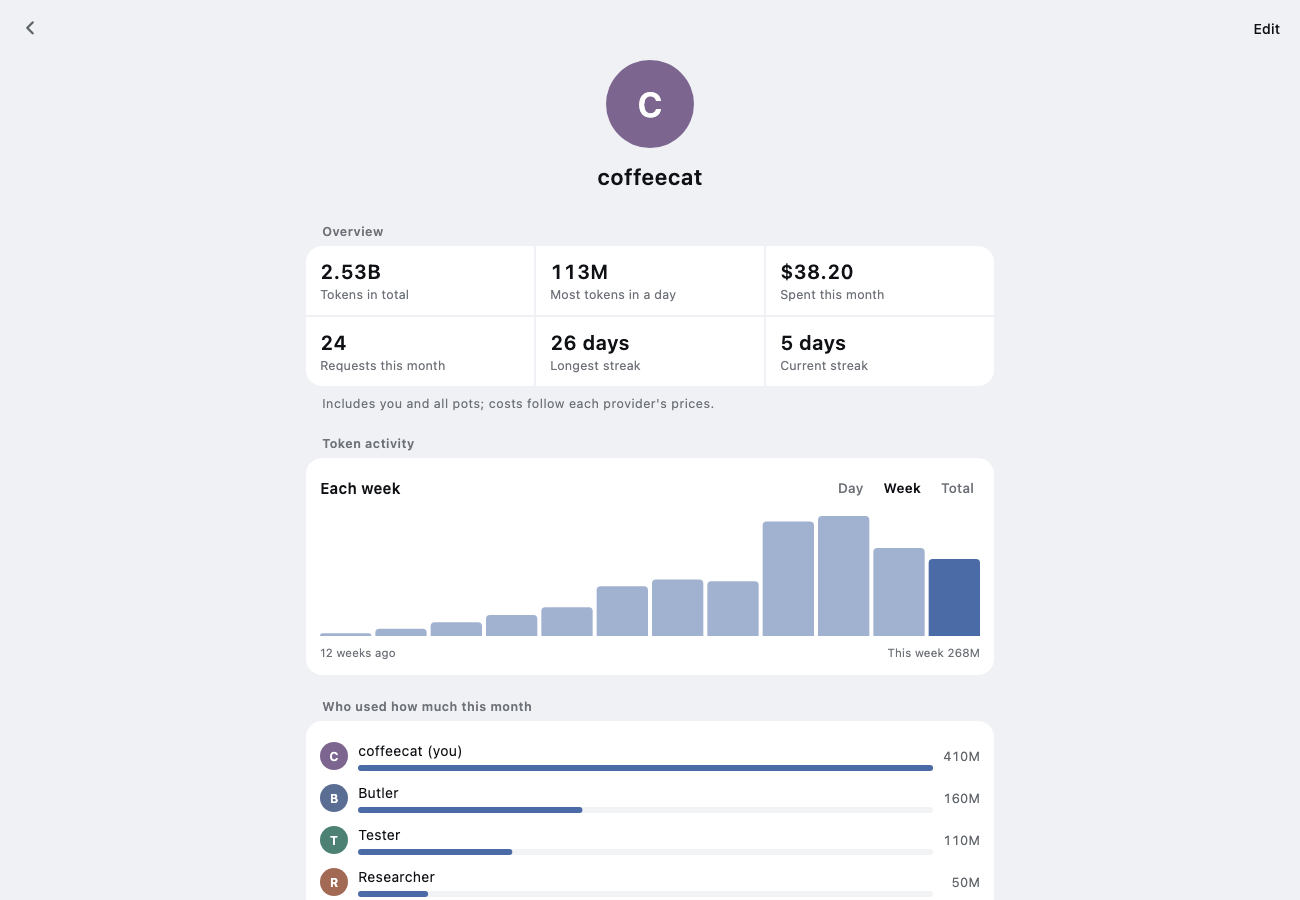 Edit
C
coffeecat
Overview
2.53B
Tokens in total
113M
Most tokens in a day
$38.20
Spent this month
24
Requests this month
26 days
Longest streak
5 days
Current streak
Includes you and all pots; costs follow each provider's prices.
Token activity
Each week
Day Week Total
12 weeks ago
This week 268M
Who used how much this month
C coffeecat (you) 410M
B Butler 160M
T Tester 110M
R Researcher 50M